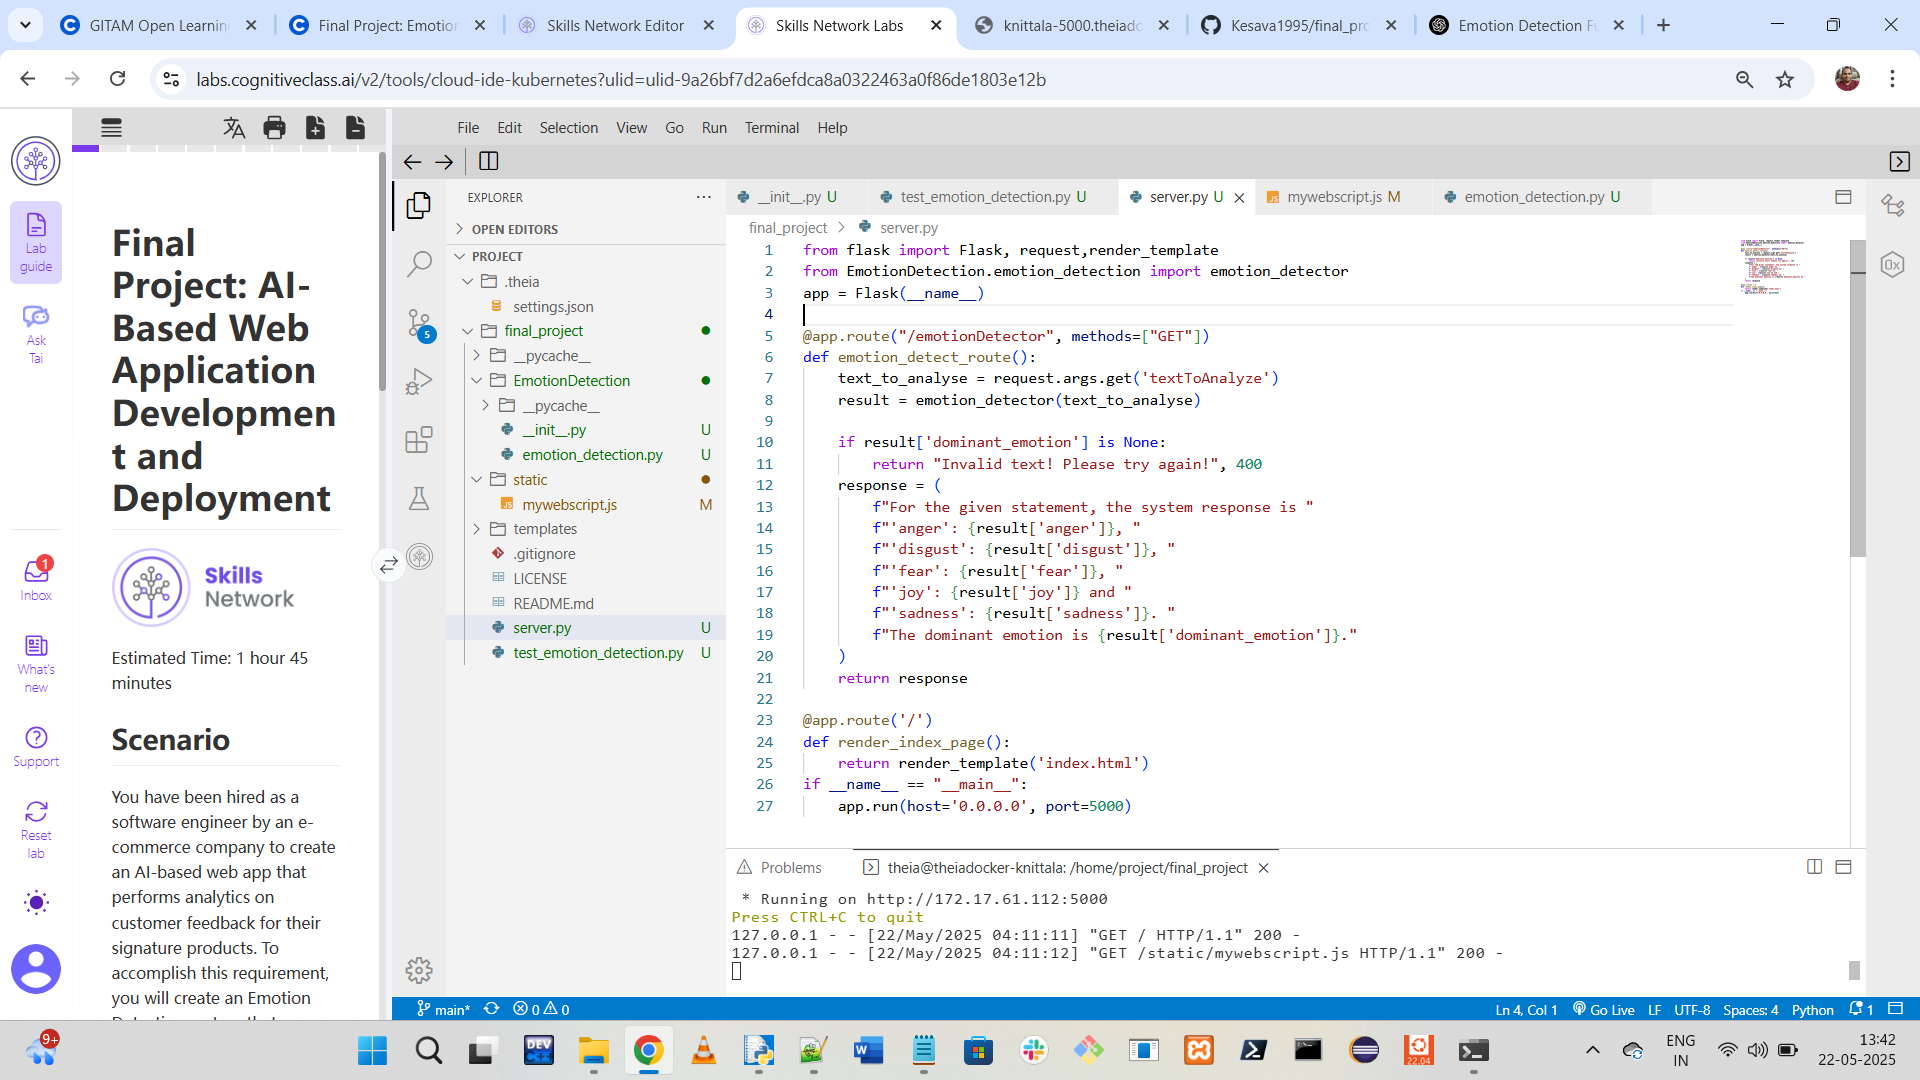 GITAM Open Learnin
Final Project: Emotio
Skills Network Editor
Skills Network Labs
knittala-5000.theiado
Kesava1995/final_pro
Emotion Detection Fu
labs.cognitiveclass.ai/v2/tools/cloud-ide-kubernetes?ulid=ulid-9a26bf7d2a6efdca8a0322463a0f86de1803e12b
Lab
guide
Ask
Tai
1
Inbox
What's
new
Support
Reset
lab
Final
Project: AI-
Based Web
Application
Developmen
t and
Deployment
Skills
Network
Estimated Time: 1 hour 45
minutes
Scenario
You have been hired as a
software engineer by an e-
commerce company to create
an AI-based web app that
performs analytics on
customer feedback for their
signature products. To
accomplish this requirement,
you will create an Emotion
File Edit Selection View Go Run Terminal Help
5
EXPLORER
OPEN EDITORS
PROJECT
.theia
settings.json
final_project
__pycache__
EmotionDetection
__pycache__
__init__.py U
emotion_detection.py U
static
mywebscript.js M
templates
.gitignore
LICENSE
README.md
server.py U
test_emotion_detection.py U
__init__.py U
test_emotion_detection.py U
server.py U
mywebscript.js M
emotion_detection.py U
final_project > server.py
1 from flask import Flask, request,render_template
2 from EmotionDetection.emotion_detection import emotion_detector
3 app = Flask(__name__)
4
5 @app.route("/emotionDetector", methods=["GET"])
6 def emotion_detect_route():
7     text_to_analyse = request.args.get('textToAnalyze')
8     result = emotion_detector(text_to_analyse)
9
10     if result['dominant_emotion'] is None:
11         return "Invalid text! Please try again!", 400
12     response = (
13         f"For the given statement, the system response is "
14         f"'anger': {result['anger']}, "
15         f"'disgust': {result['disgust']}, "
16         f"'fear': {result['fear']}, "
17         f"'joy': {result['joy']} and "
18         f"'sadness': {result['sadness']}. "
19         f"The dominant emotion is {result['dominant_emotion']}."
20     )
21     return response
22
23 @app.route('/')
24 def render_index_page():
25     return render_template('index.html')
26 if __name__ == "__main__":
27     app.run(host='0.0.0.0', port=5000)
Problems
theia@theiadocker-knittala: /home/project/final_project
* Running on http://172.17.61.112:5000
Press CTRL+C to quit
127.0.0.1 - - [22/May/2025 04:11:11] "GET / HTTP/1.1" 200 -
127.0.0.1 - - [22/May/2025 04:11:12] "GET /static/mywebscript.js HTTP/1.1" 200 -
main* 0 0
Ln 4, Col 1 Go Live LF UTF-8 Spaces: 4 Python 1
9+
DEV
22.04
ENG
IN
13:42
22-05-2025